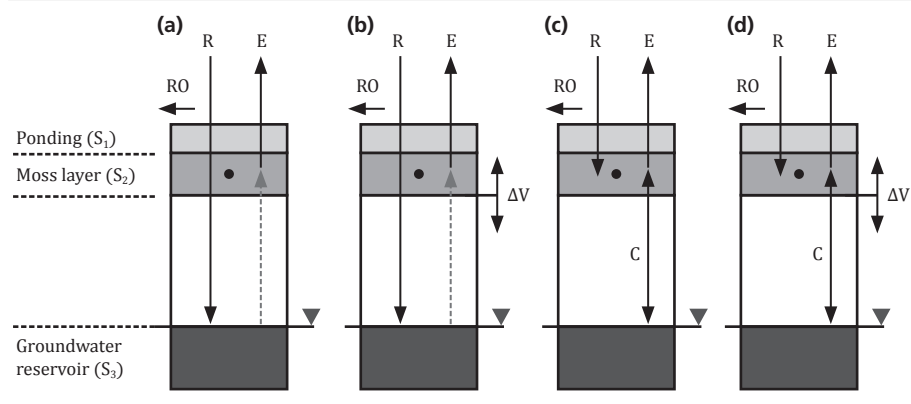 (a) (b) (c) (d)
R E R E R E R E
RO RO RO RO
Ponding (S₁)
Moss layer (S₂)
ΔV ΔV
C C
Groundwater
reservoir (S₃)